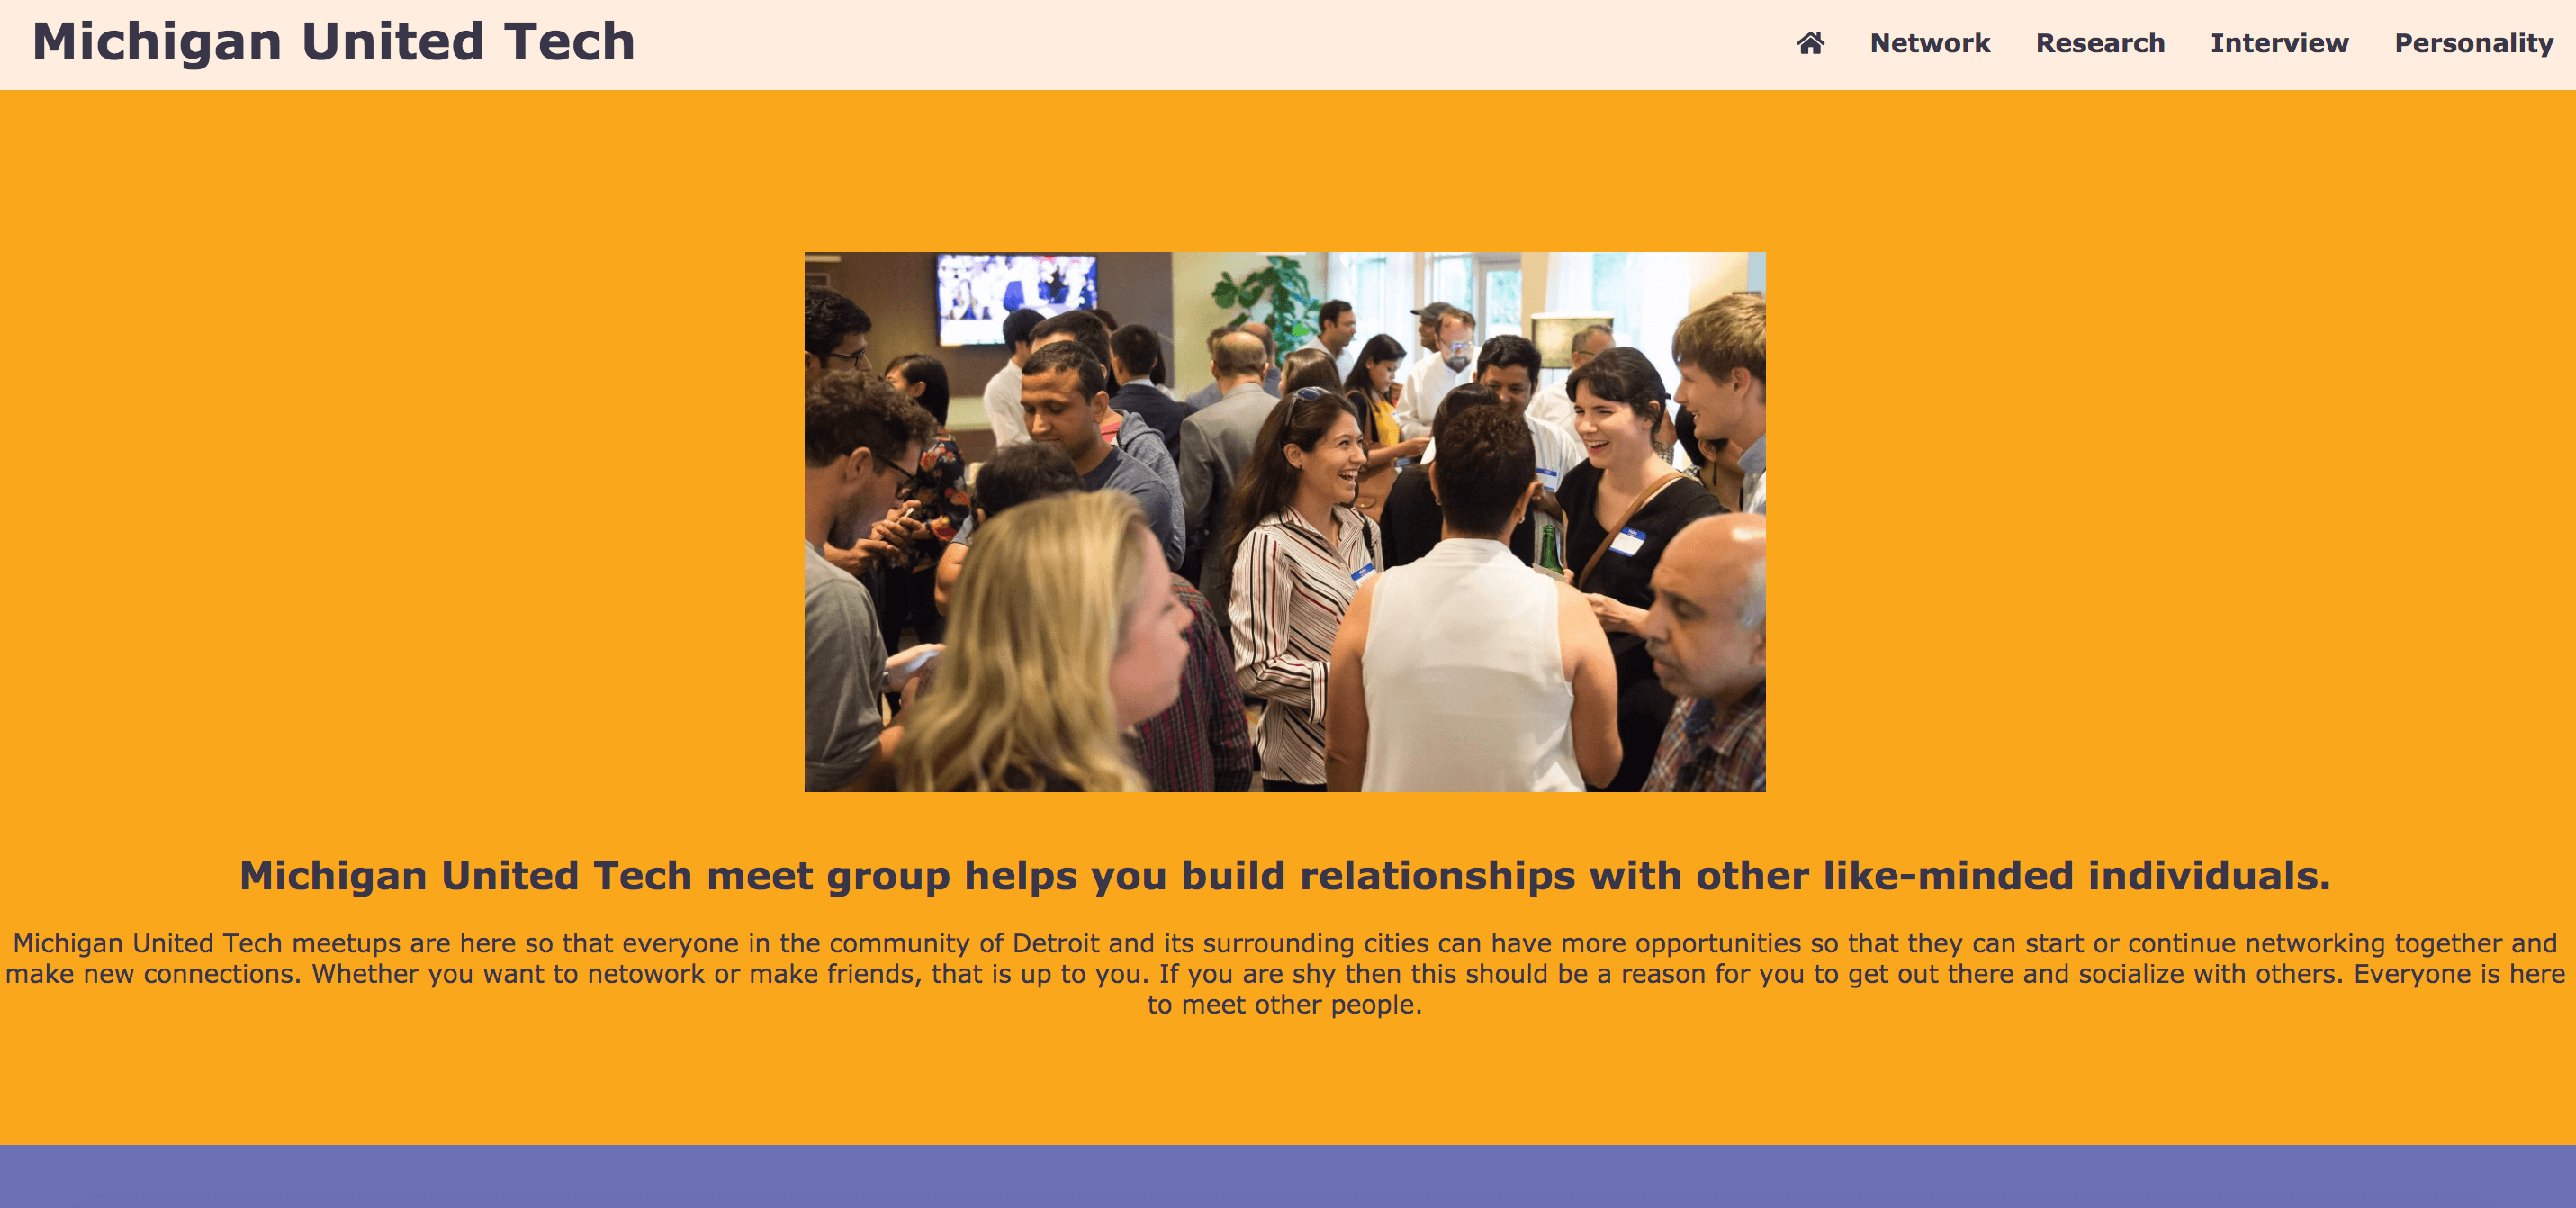 Michigan United Tech
Network Research Interview Personality
Michigan United Tech meet group helps you build relationships with other like-minded individuals.
Michigan United Tech meetups are here so that everyone in the community of Detroit and its surrounding cities can have more opportunities so that they can start or continue networking together and
make new connections. Whether you want to netowork or make friends, that is up to you. If you are shy then this should be a reason for you to get out there and socialize with others. Everyone is here
to meet other people.